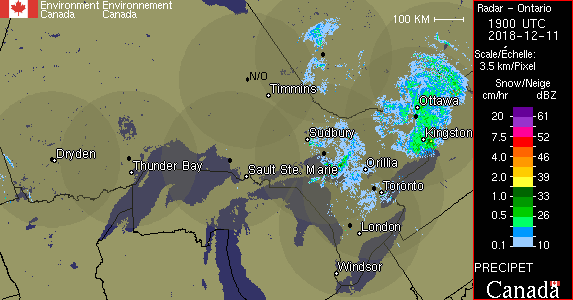 Environment Environnement
Canada Canada
100 KM
N/O
Timmins
Ottawa
Sudbury
Kingston
Dryden
Thunder Bay
Sault Ste. Marie
Orillia
Toronto
London
Windsor
Radar - Ontario
1900 UTC
2018-12-11
Scale/Échelle:
3.5 km/Pixel
Snow/Neige
cm/hr dBZ
20 61
7.5 52
4.0 46
2.0 39
1.0 33
0.5 26
0.1 10
PRECIPET
Canada